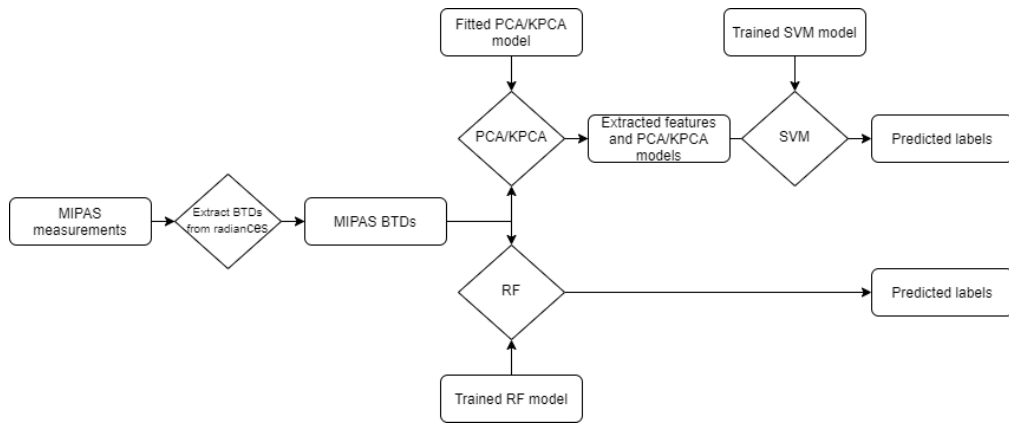 Fitted PCA/KPCA
model
Trained SVM model
PCA/KPCA
Extracted features
and PCA/KPCA
models
SVM
Predicted labels
MIPAS
measurements
Extract BTDs
from radiances
MIPAS BTDs
RF
Predicted labels
Trained RF model